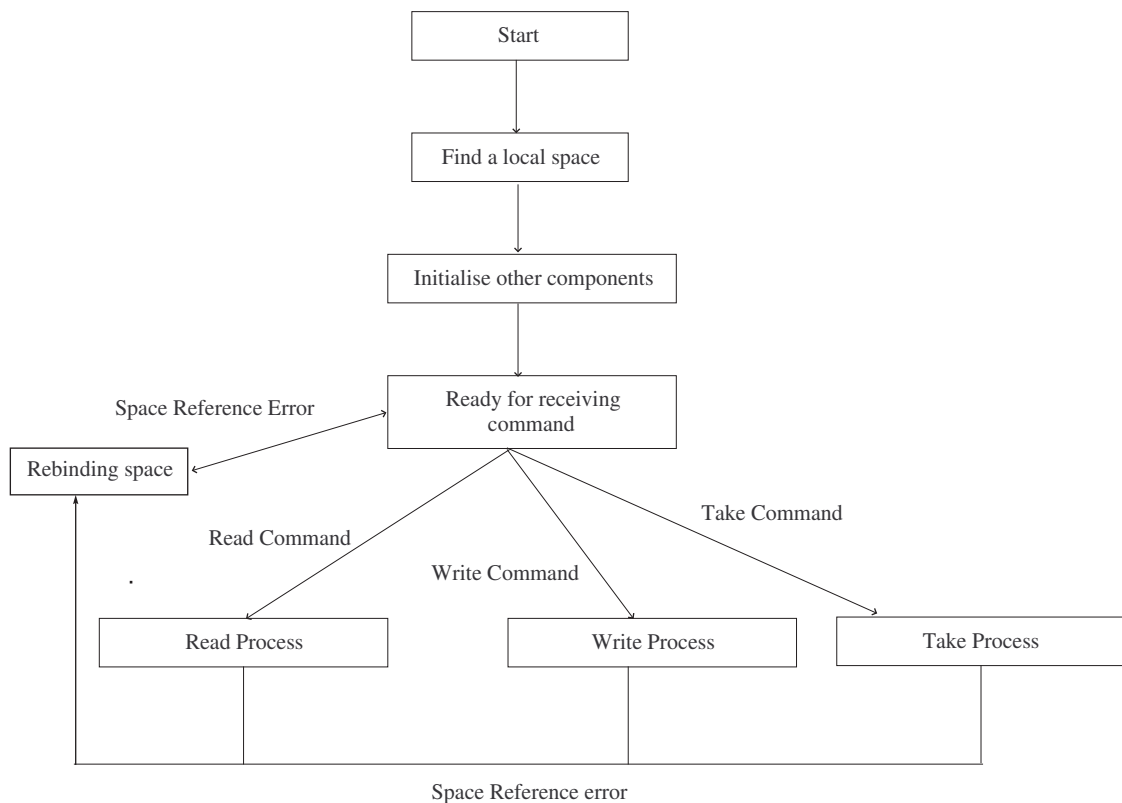 Start
Find a local space
Initialise other components
Ready for receiving
command
Space Reference Error
Rebinding space
Take Command
Read Command
Write Command
Read Process
Write Process
Take Process
Space Reference error